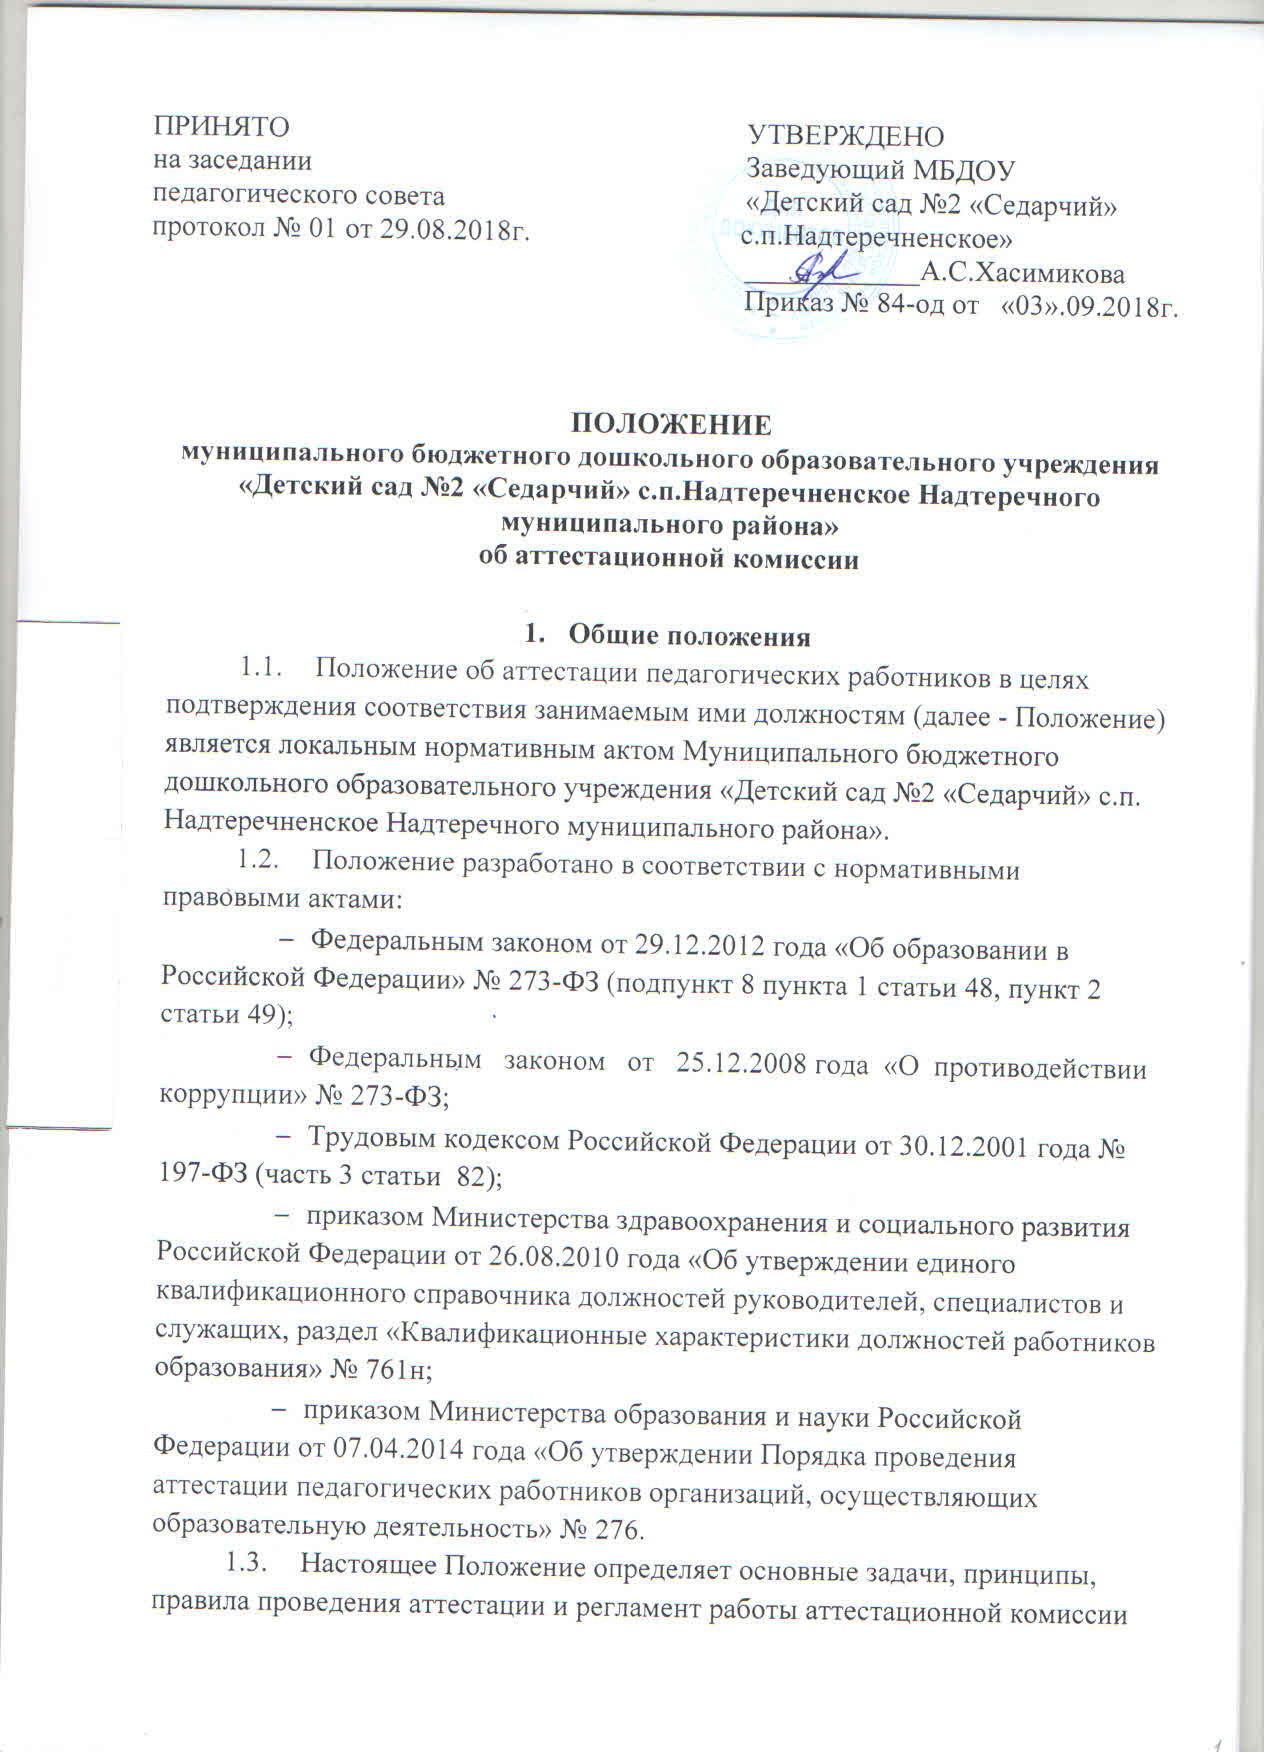 ПРИНЯТО
на заседании
педагогического совета
протокол № 01 от 29.08.2018г.
УТВЕРЖДЕНО
Заведующий МБДОУ
«Детский сад №2 «Седарчий»
с.п.Надтеречненское»
____________А.С.Хасимикова
Приказ № 84-од от «03».09.2018г.
ПОЛОЖЕНИЕ
муниципального бюджетного дошкольного образовательного учреждения
«Детский сад №2 «Седарчий» с.п.Надтеречненское Надтеречного
муниципального района»
об аттестационной комиссии
1. Общие положения
1.1. Положение об аттестации педагогических работников в целях
подтверждения соответствия занимаемым ими должностям (далее - Положение)
является локальным нормативным актом Муниципального бюджетного
дошкольного образовательного учреждения «Детский сад №2 «Седарчий» с.п.
Надтеречненское Надтеречного муниципального района».
1.2. Положение разработано в соответствии с нормативными
правовыми актами:
– Федеральным законом от 29.12.2012 года «Об образовании в
Российской Федерации» № 273-ФЗ (подпункт 8 пункта 1 статьи 48, пункт 2
статьи 49);
– Федеральным законом от 25.12.2008 года «О противодействии
коррупции» № 273-ФЗ;
– Трудовым кодексом Российской Федерации от 30.12.2001 года №
197-ФЗ (часть 3 статьи 82);
– приказом Министерства здравоохранения и социального развития
Российской Федерации от 26.08.2010 года «Об утверждении единого
квалификационного справочника должностей руководителей, специалистов и
служащих, раздел «Квалификационные характеристики должностей работников
образования» № 761н;
– приказом Министерства образования и науки Российской
Федерации от 07.04.2014 года «Об утверждении Порядка проведения
аттестации педагогических работников организаций, осуществляющих
образовательную деятельность» № 276.
1.3. Настоящее Положение определяет основные задачи, принципы,
правила проведения аттестации и регламент работы аттестационной комиссии
1